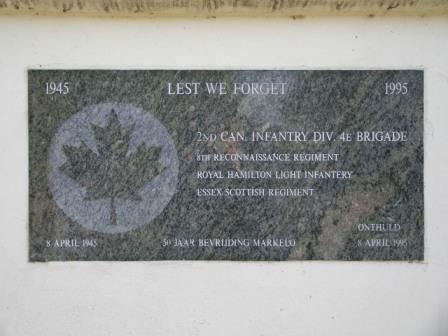 1945 LEST WE FORGET 1995
2ND CAN. INFANTRY DIV. 4E BRIGADE
8TH RECONNAISSANCE REGIMENT
ROYAL HAMILTON LIGHT INFANTERY
ESSEX SCOTTISH REGIMENT
ONTHULD
8 APRIL 1945 50 JAAR BEVRIJDING MARKELO 8 APRIL 1995